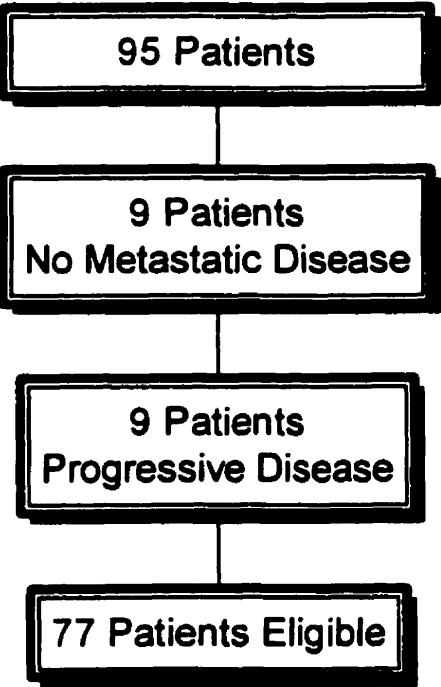 95 Patients
9 Patients
No Metastatic Disease
9 Patients
Progressive Disease
77 Patients Eligible